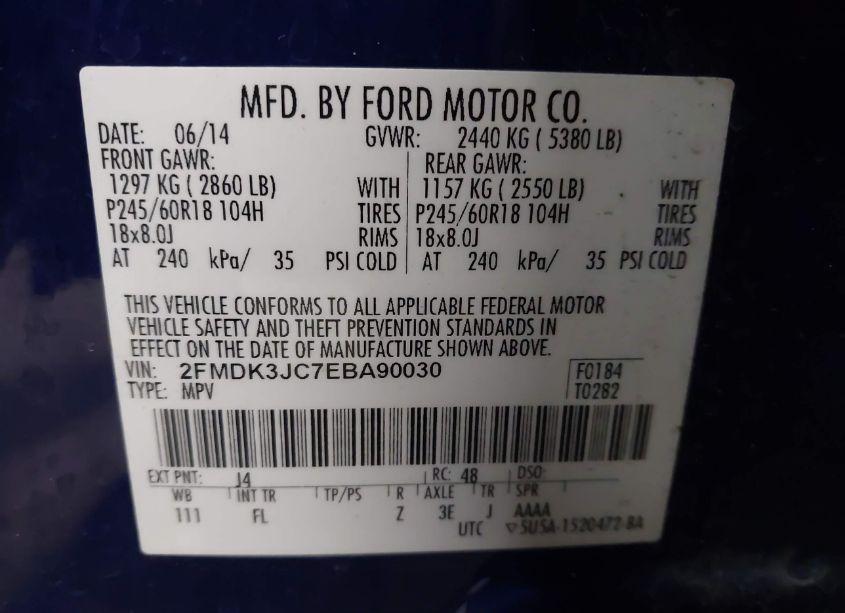 MFD. BY FORD MOTOR CO.
DATE: 06/14 GVWR: 2440 KG ( 5380 LB)
FRONT GAWR: REAR GAWR:
1297 KG ( 2860 LB) WITH 1157 KG ( 2550 LB) WITH
P245/60R18 104H TIRES P245/60R18 104H TIRES
18x8.0J RIMS 18x8.0J RIMS
AT 240 kPa/ 35 PSI COLD AT 240 kPa/ 35 PSI COLD
THIS VEHICLE CONFORMS TO ALL APPLICABLE FEDERAL MOTOR
VEHICLE SAFETY AND THEFT PREVENTION STANDARDS IN
EFFECT ON THE DATE OF MANUFACTURE SHOWN ABOVE.
VIN: 2FMDK3JC7EBA90030 F0184
TYPE: MPV T0282
EXT PNT: J4 RC: 48 DSO:
WB INT TR TP/PS R AXLE TR SPR
111 FL Z 3E J AAAA
UTC ▽5U5A-1520472-BA